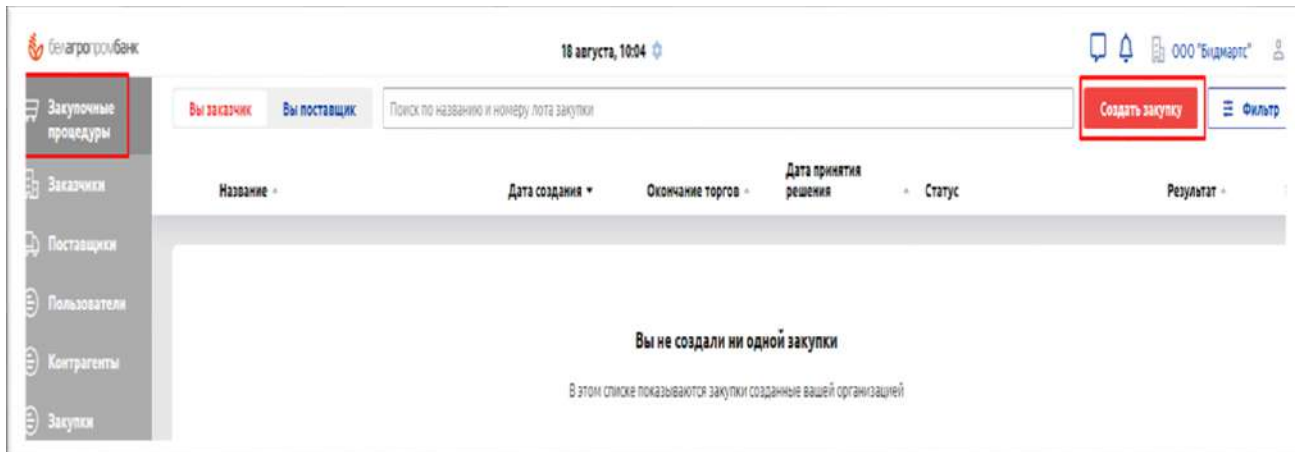 белагропромбанк
18 августа, 10:04
ООО "Бидмартс"
Закупочные
процедуры
Вы заказчик
Вы поставщик
Поиск по названию и номеру лота закупки
Создать закупку
Фильтр
Заказчики
Название
Дата создания
Окончание торгов
Дата принятия
решения
Статус
Результат
Поставщики
Пользователи
Вы не создали ни одной закупки
Контрагенты
В этом списке показываются закупки созданные вашей организацией
Закупки